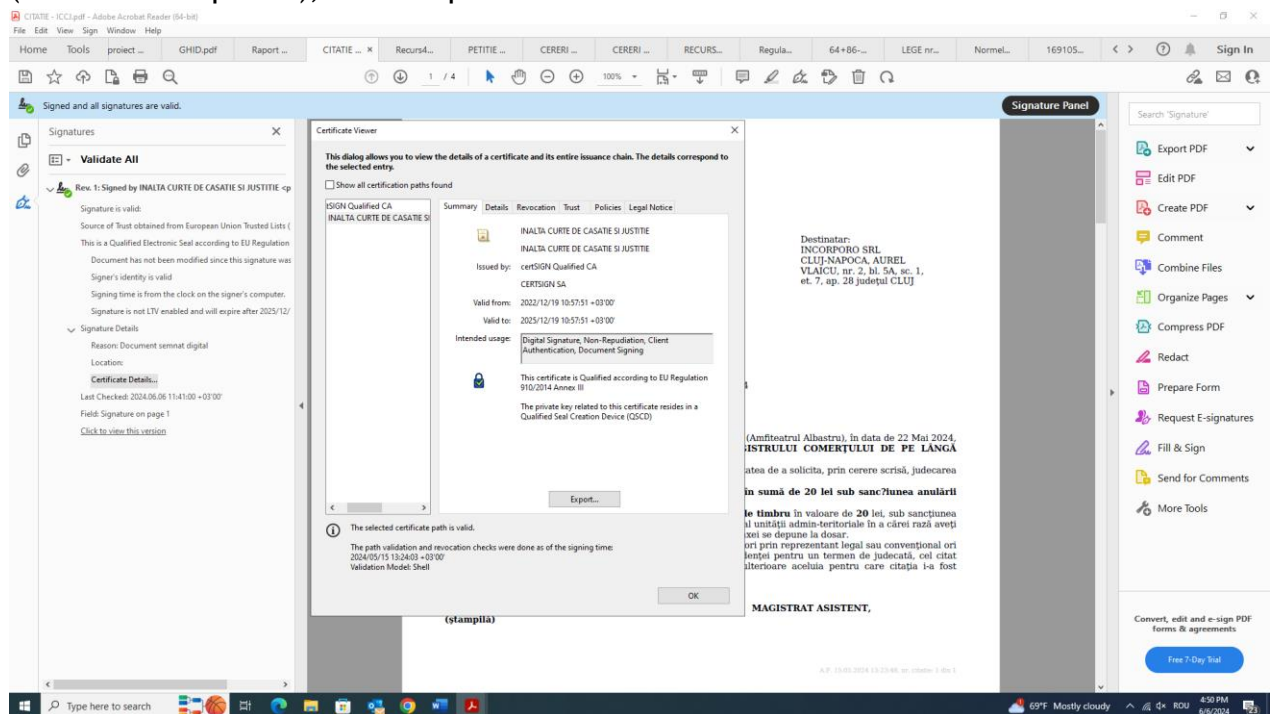 CITATIE - ICCJ.pdf - Adobe Acrobat Reader (64-bit)
File Edit View Sign Window Help
Home Tools proiect ... GHID.pdf Raport ... CITATIE ... × Recurs4... PETITIE ... CERERI ... CERERI ... RECURS... Regula... 64+86-... LEGE nr... Normel... 169105... Sign In
1 / 4 100%
Signed and all signatures are valid.
Signature Panel
Signatures
Validate All
Rev. 1: Signed by INALTA CURTE DE CASATIE SI JUSTITIE <p
Signature is valid:
Source of Trust obtained from European Union Trusted Lists (
This is a Qualified Electronic Seal according to EU Regulation
Document has not been modified since this signature was
Signer's identity is valid
Signing time is from the clock on the signer's computer.
Signature is not LTV enabled and will expire after 2025/12/
Signature Details
Reason: Document semnat digital
Location:
Certificate Details...
Last Checked: 2024.06.06 11:41:00 +03'00'
Field: Signature on page 1
Click to view this version
Certificate Viewer
This dialog allows you to view the details of a certificate and its entire issuance chain. The details correspond to
the selected entry.
Show all certification paths found
tSIGN Qualified CA
INALTA CURTE DE CASATIE SI
Summary Details Revocation Trust Policies Legal Notice
INALTA CURTE DE CASATIE SI JUSTITIE
INALTA CURTE DE CASATIE SI JUSTITIE
Issued by: certSIGN Qualified CA
CERTSIGN SA
Valid from: 2022/12/19 10:57:51 +03'00'
Valid to: 2025/12/19 10:57:51 +03'00'
Intended usage: Digital Signature, Non-Repudiation, Client
Authentication, Document Signing
This certificate is Qualified according to EU Regulation
910/2014 Annex III
The private key related to this certificate resides in a
Qualified Seal Creation Device (QSCD)
Export...
The selected certificate path is valid.
The path validation and revocation checks were done as of the signing time:
2024/05/15 13:24:03 +03'00'
Validation Model: Shell
OK
Destinatar:
INCORPORO SRL
CLUJ-NAPOCA, AUREL
VLAICU, nr. 2, bl. 5A, sc. 1,
et. 7, ap. 28 județul CLUJ
(Amfiteatrul Albastru), în data de 22 Mai 2024,
ISTRULUI COMERŢULUI DE PE LÂNGĂ
atea de a solicita, prin cerere scrisă, judecarea
în sumă de 20 lei sub sanc?iunea anulării
le timbru în valoare de 20 lei, sub sancțiunea
al unității admin-teritoriale în a cărei rază aveți
xei se depune la dosar.
ori prin reprezentant legal sau convențional ori
denței pentru un termen de judecată, cel citat
ulterioare aceluia pentru care citația i-a fost
MAGISTRAT ASISTENT,
(ștampilă)
Search 'Signature'
Export PDF
Edit PDF
Create PDF
Comment
Combine Files
Organize Pages
Compress PDF
Redact
Prepare Form
Request E-signatures
Fill & Sign
Send for Comments
More Tools
Convert, edit and e-sign PDF
forms & agreements
Free 7-Day Trial
Type here to search
69°F Mostly cloudy
ROU
4:50 PM
6/6/2024
23